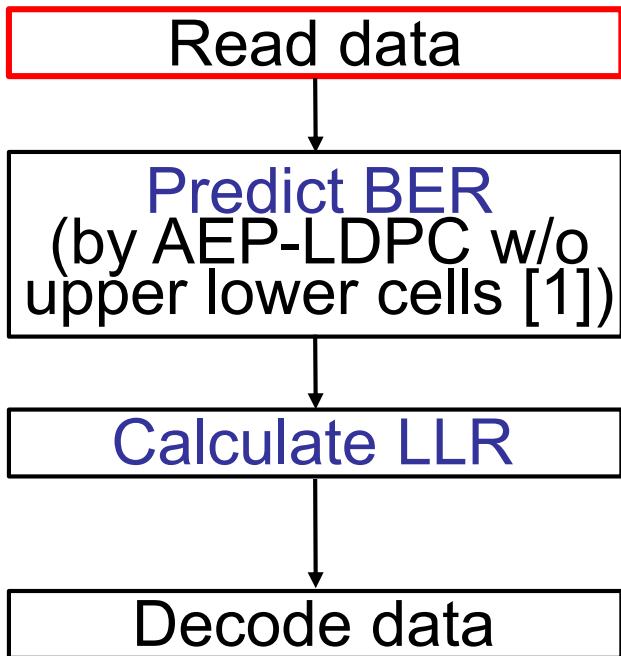 Read data
Predict BER
(by AEP-LDPC w/o
upper lower cells [1])
Calculate LLR
Decode data